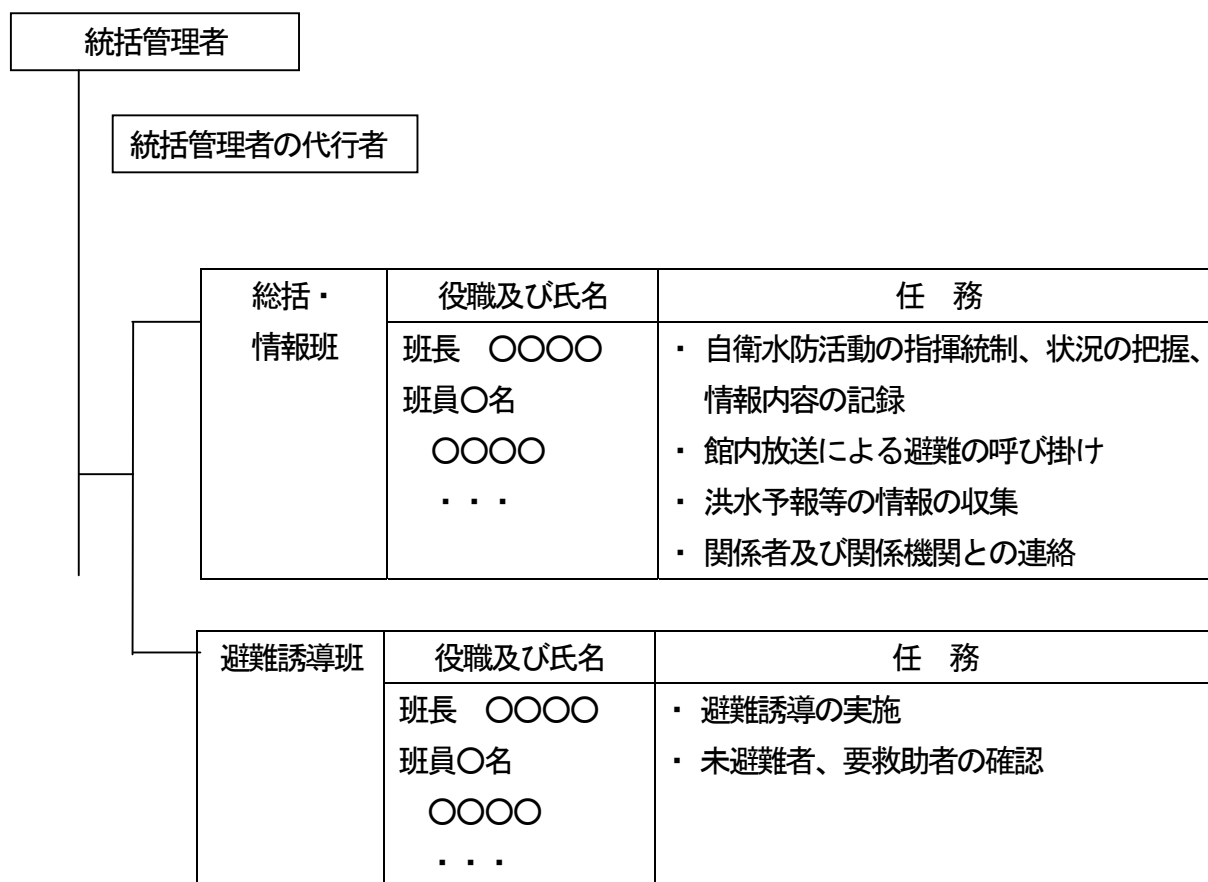 統括管理者
統括管理者の代行者
総括・
情報班
役職及び氏名
任　務
班長　〇〇〇〇
班員〇名
〇〇〇〇
・・・
・ 自衛水防活動の指揮統制、状況の把握、
情報内容の記録
・ 館内放送による避難の呼び掛け
・ 洪水予報等の情報の収集
・ 関係者及び関係機関との連絡
避難誘導班
役職及び氏名
任　務
班長　〇〇〇〇
班員〇名
〇〇〇〇
・・・
・ 避難誘導の実施
・ 未避難者、要救助者の確認